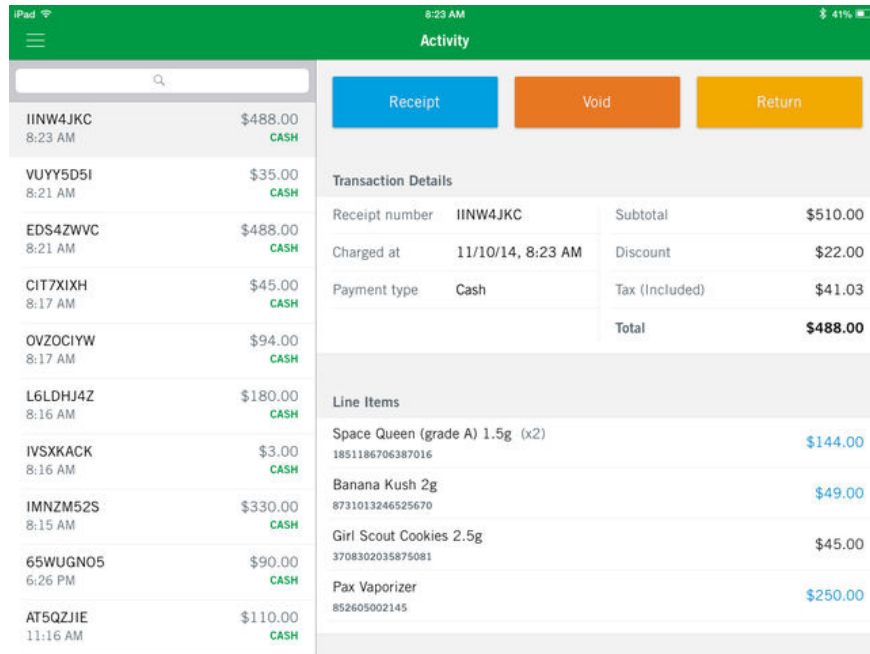 iPad 8:23 AM 41%
Activity
IINW4JKC $488.00
8:23 AM CASH
VUYY5D5I $35.00
8:21 AM CASH
EDS4ZWVC $488.00
8:21 AM CASH
CIT7XIXH $45.00
8:17 AM CASH
OVZOCIYW $94.00
8:17 AM CASH
L6LDHJ4Z $180.00
8:16 AM CASH
IVSXKACK $3.00
8:16 AM CASH
IMNZM52S $330.00
8:15 AM CASH
65WUGNO5 $90.00
6:26 PM CASH
AT5QZJIE $110.00
11:16 AM CASH
Receipt Void Return
Transaction Details
Receipt number IINW4JKC Subtotal $510.00
Charged at 11/10/14, 8:23 AM Discount $22.00
Payment type Cash Tax (Included) $41.03
Total $488.00
Line Items
Space Queen (grade A) 1.5g (x2) $144.00
1851186706387016
Banana Kush 2g $49.00
8731013246525670
Girl Scout Cookies 2.5g $45.00
3708302035875081
Pax Vaporizer $250.00
852605002145